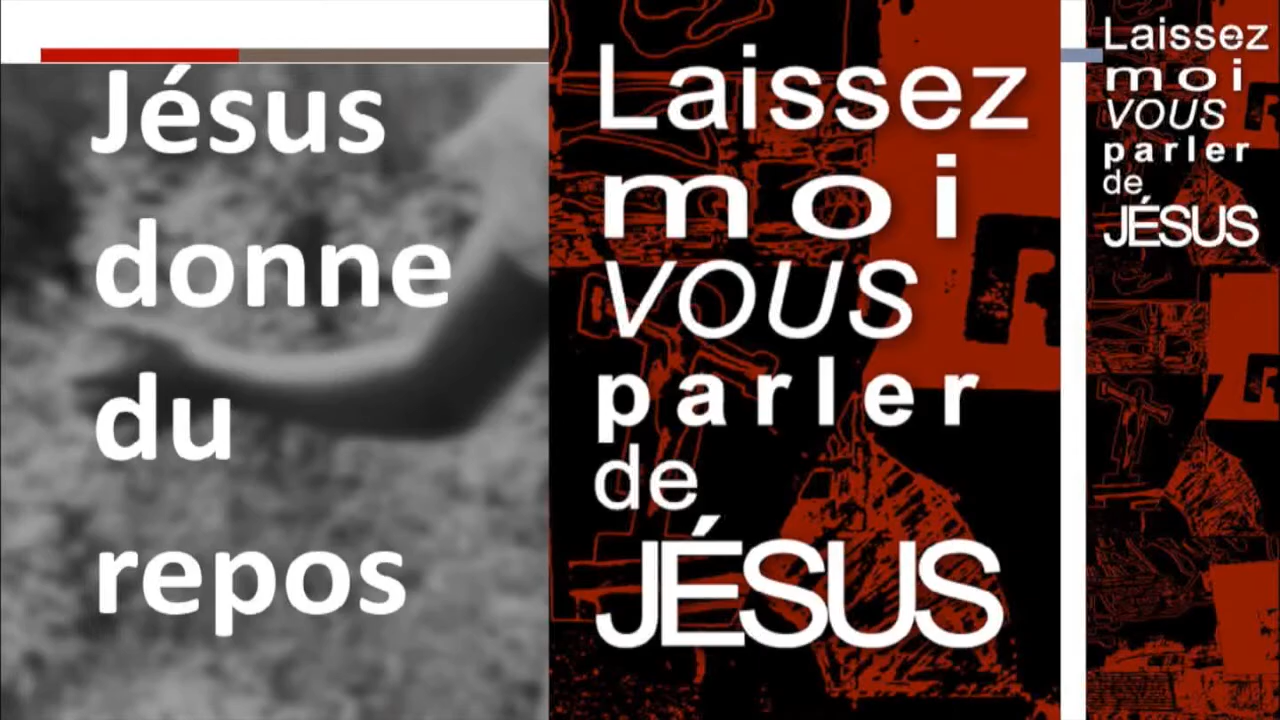 Jésus
donne
du
repos
Laissez
moi
VOUS
parler
de
JÉSUS
Laissez
moi
VOUS
parler
de
JÉSUS